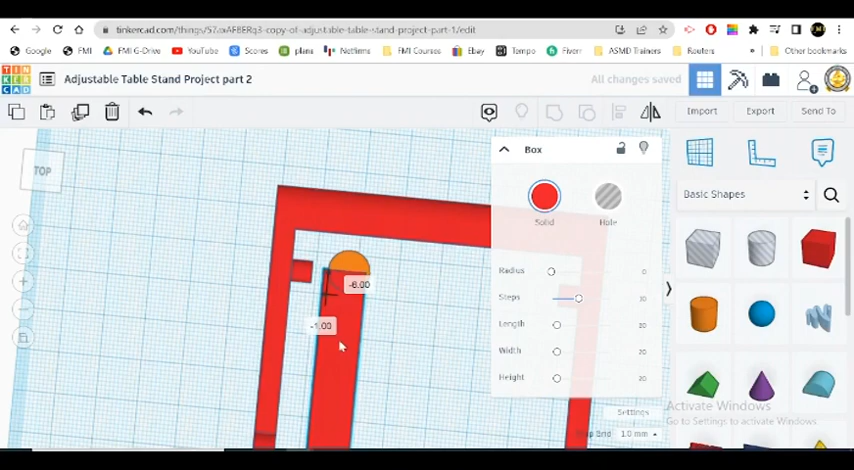 tinkercad.com/things/57axAFBERq3-copy-of-adjustable-table-stand-project-part-1/edit
Google FMI FMI G-Drive YouTube Scores plans Netfirms FMI Courses Ebay Tempo Fiverr ASMD Trainers Routers » Other bookmarks
TIN
KER
CAD
Adjustable Table Stand Project part 2
All changes saved
Import Export Send To
TOP
Box
Solid Hole
Basic Shapes
Radius 0
Steps 10
Length 20
Width 20
Height 20
-6.00
-1.00
Settings
Snap Grid 1.0 mm
Activate Windows
Go to Settings to activate Windows.